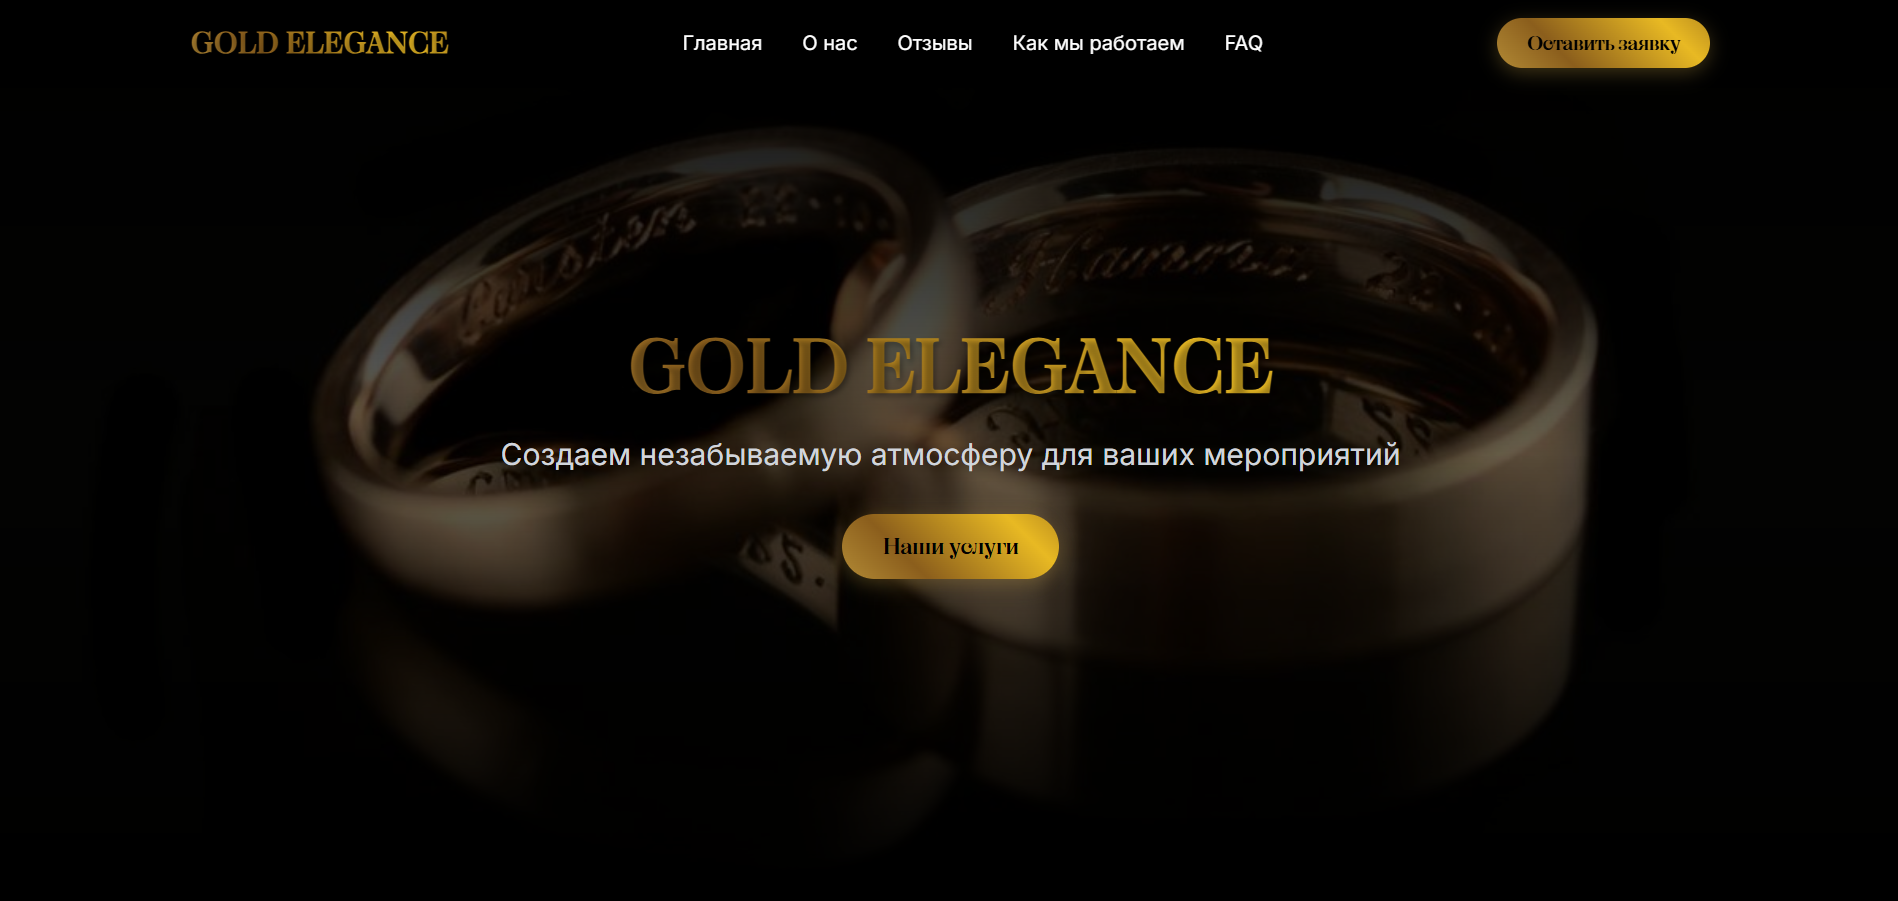 GOLD ELEGANCE
Главная О нас Отзывы Как мы работаем FAQ
Оставить заявку
GOLD ELEGANCE
Создаем незабываемую атмосферу для ваших мероприятий
Наши услуги